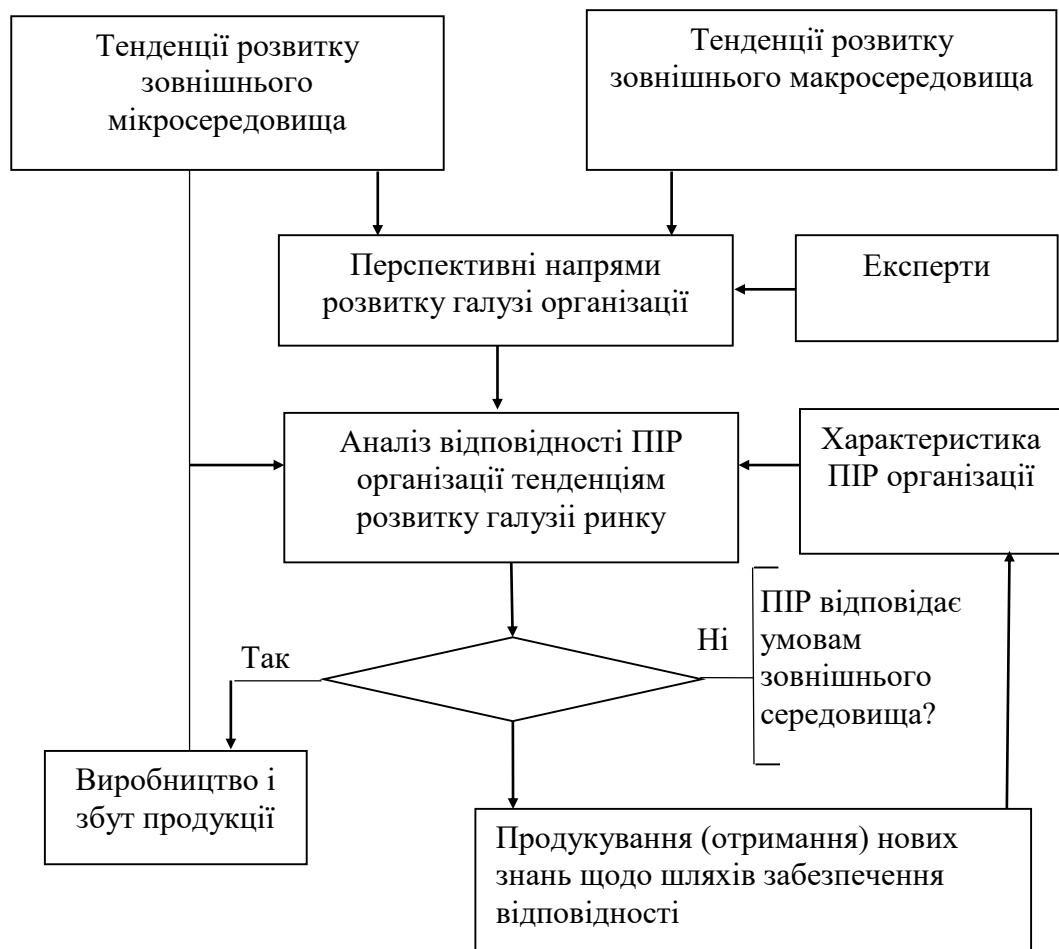 Тенденції розвитку
зовнішнього
мікросередовища
Тенденції розвитку
зовнішнього макросередовища
Перспективні напрями
розвитку галузі організації
Експерти
Аналіз відповідності ПІР
організації тенденціям
розвитку галузіи ринку
Характеристика
ПІР організації
Так
Ні
ПІР відповідає
умовам
зовнішнього
середовища?
Виробництво і
збут продукції
Продукування (отримання) нових
знань щодо шляхів забезпечення
відповідності